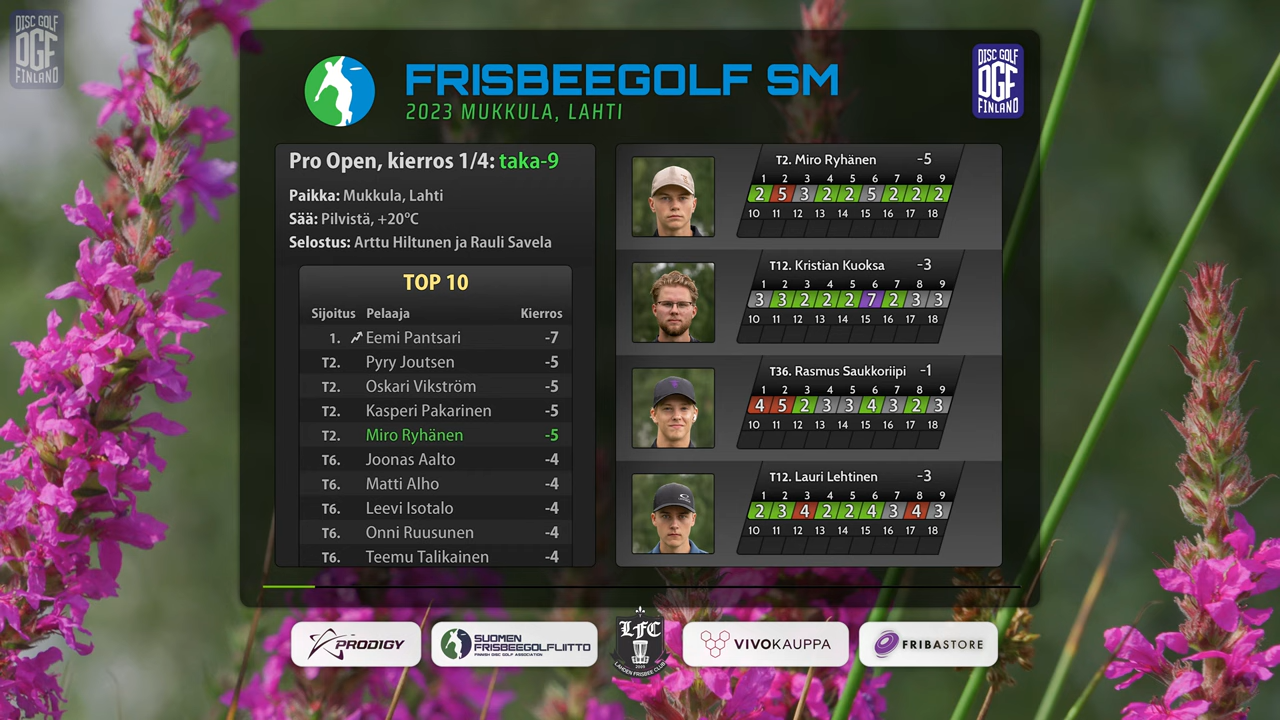 DISC GOLF
DGF
FINLAND
FRISBEEGOLF SM
2023 MUKKULA, LAHTI
DISC GOLF
DGF
FINLAND
Pro Open, kierros 1/4: taka-9
Paikka: Mukkula, Lahti
Sää: Pilvistä, +20°C
Selostus: Arttu Hiltunen ja Rauli Savela
TOP 10
Sijoitus Pelaaja Kierros
1. Eemi Pantsari -7
T2. Pyry Joutsen -5
T2. Oskari Vikström -5
T2. Kasperi Pakarinen -5
T2. Miro Ryhänen -5
T6. Joonas Aalto -4
T6. Matti Alho -4
T6. Leevi Isotalo -4
T6. Onni Ruusunen -4
T6. Teemu Talikainen -4
T2. Miro Ryhänen -5
1 2 3 4 5 6 7 8 9
2 5 3 2 2 5 2 2 2
10 11 12 13 14 15 16 17 18
T12. Kristian Kuoksa -3
1 2 3 4 5 6 7 8 9
3 3 2 2 2 7 2 3 3
10 11 12 13 14 15 16 17 18
T36. Rasmus Saukkoriipi -1
1 2 3 4 5 6 7 8 9
4 5 2 3 3 4 3 2 3
10 11 12 13 14 15 16 17 18
T12. Lauri Lehtinen -3
1 2 3 4 5 6 7 8 9
2 3 4 2 2 4 3 4 3
10 11 12 13 14 15 16 17 18
PRODIGY
SUOMEN
FRISBEEGOLFLIITTO
FINNISH DISC GOLF ASSOCIATION
LFC
2005
LAHDEN FRISBEE CLUB
VIVOKAUPPA
FRIBASTORE